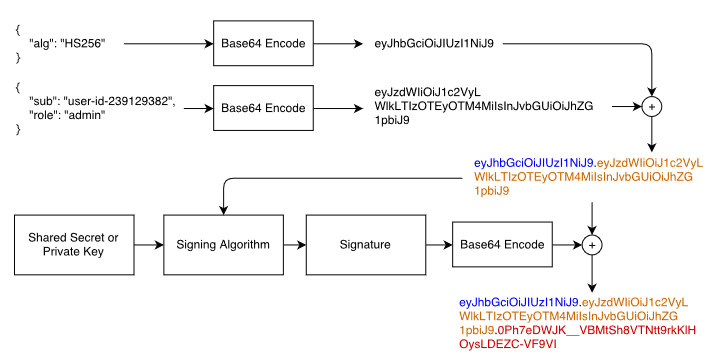 {
"alg": "HS256"
}
Base64 Encode
eyJhbGciOiJIUzI1NiJ9
{
"sub": "user-id-239129382",
"role": "admin"
}
Base64 Encode
eyJzdWIiOiJ1c2VyL
WlkLTIzOTEyOTM4MiIsInJvbGUiOiJhZG
1pbiJ9
+
eyJhbGciOiJIUzI1NiJ9.eyJzdWIiOiJ1c2VyL
WlkLTIzOTEyOTM4MiIsInJvbGUiOiJhZG
1pbiJ9
Shared Secret or
Private Key
Signing Algorithm
Signature
Base64 Encode
+
eyJhbGciOiJIUzI1NiJ9.eyJzdWIiOiJ1c2VyL
WlkLTIzOTEyOTM4MiIsInJvbGUiOiJhZG
1pbiJ9.0Ph7eDWJK__VBMtSh8VTNtt9rkKlH
OysLDEZC-VF9VI